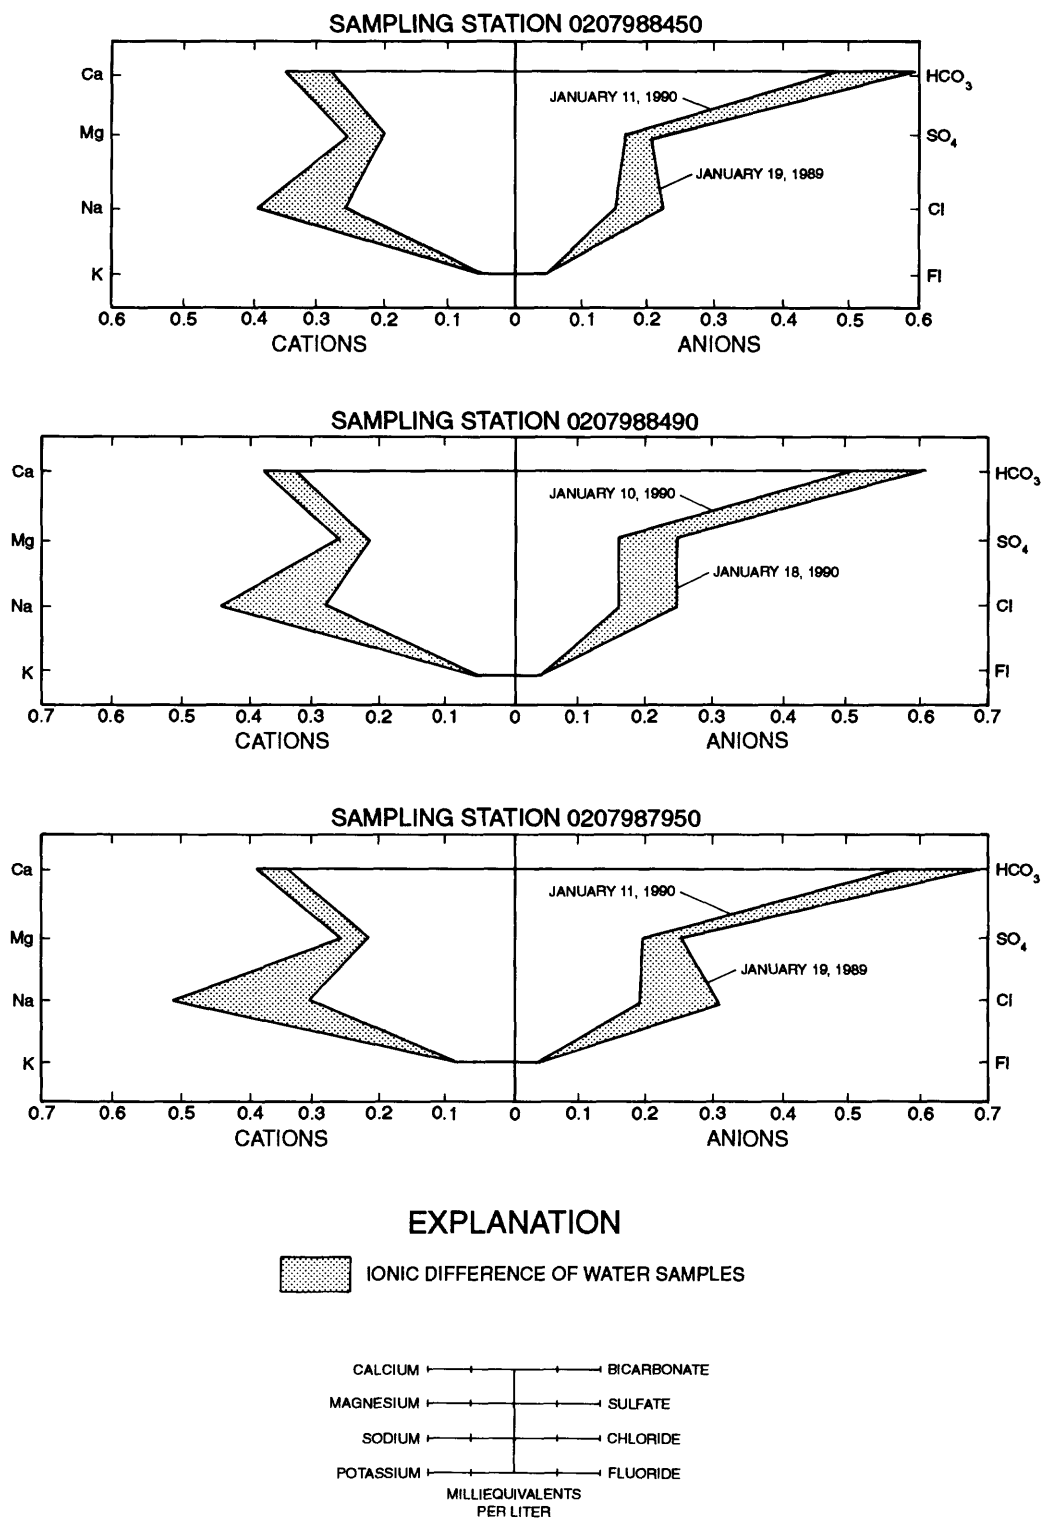 SAMPLING STATION 0207988450
Ca
HCO3
JANUARY 11, 1990
Mg
SO4
JANUARY 19, 1989
Na
Cl
K
Fl
0.6 0.5 0.4 0.3 0.2 0.1 0 0.1 0.2 0.3 0.4 0.5 0.6
CATIONS ANIONS
SAMPLING STATION 0207988490
Ca
HCO3
JANUARY 10, 1990
Mg
SO4
JANUARY 18, 1990
Na
Cl
K
Fl
0.7 0.5 0.4 0.3 0.2 0.1 0 0.1 0.2 0.3 0.4 0.5 0.6 0.7
CATIONS ANIONS
SAMPLING STATION 0207987950
Ca
HCO3
JANUARY 11, 1990
Mg
SO4
JANUARY 19, 1989
Na
Cl
K
Fl
0.7 0.5 0.5 0.4 0.3 0.2 0.1 0 0.1 0.2 0.3 0.4 0.5 0.6 0.7
CATIONS ANIONS
EXPLANATION
IONIC DIFFERENCE OF WATER SAMPLES
CALCIUM BICARBONATE
MAGNESIUM SULFATE
SODIUM CHLORIDE
POTASSIUM FLUORIDE
MILLIEQUIVALENTS
PER LITER